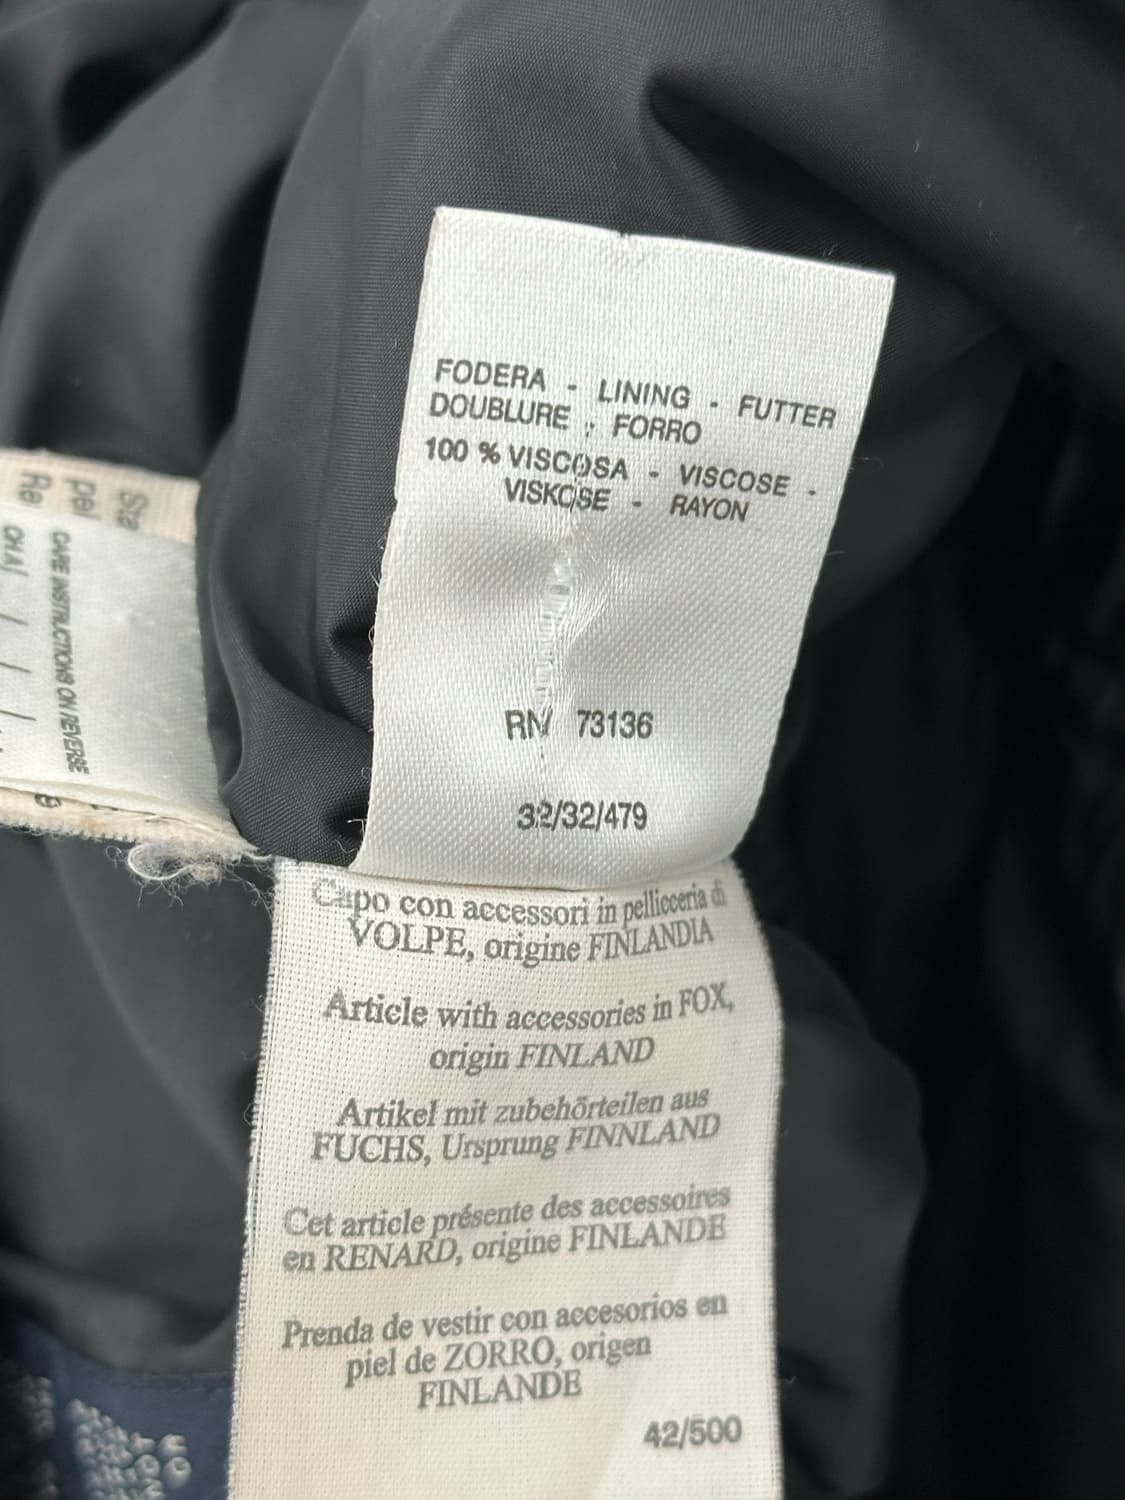 FODERA - LINING - FUTTER
DOUBLURE - FORRO
100 % VISCOSA - VISCOSE -
VISKOSE - RAYON
RN 73136
32/32/479
Capo con accessori in pellicceria di
VOLPE, origine FINLANDIA
Article with accessories in FOX,
origin FINLAND
Artikel mit zubehörteilen aus
FUCHS, Ursprung FINNLAND
Cet article présente des accessoires
en RENARD, origine FINLANDE
Prenda de vestir con accesorios en
piel de ZORRO, origen
FINLANDE
42/500
CARE INSTRUCTIONS ON REVERSE